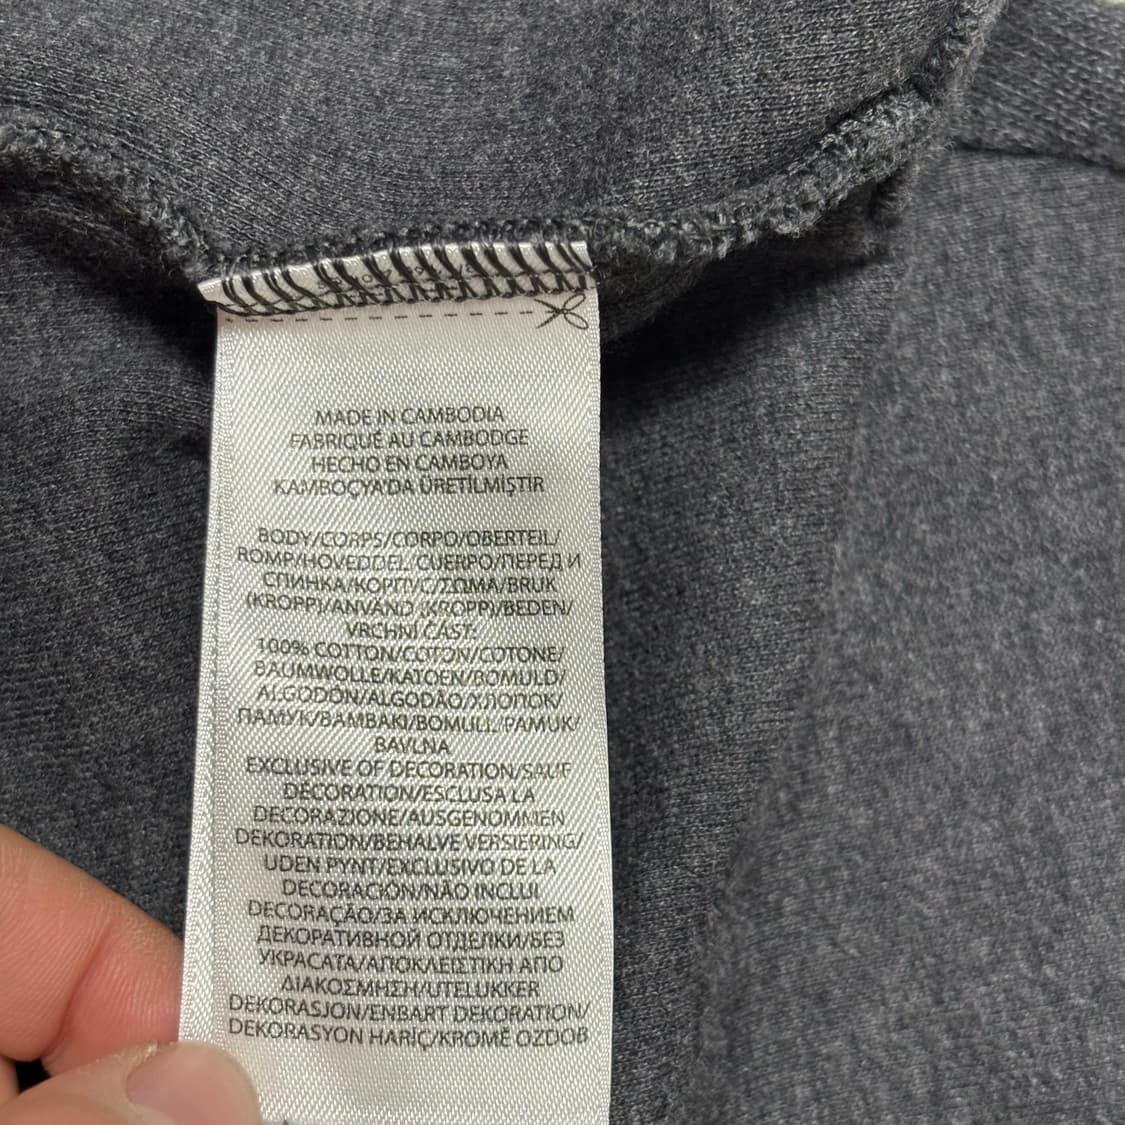 MADE IN CAMBODIA
FABRIQUÉ AU CAMBODGE
HECHO EN CAMBOYA
KAMBOÇYA'DA ÜRETİLMİŞTİR
BODY/CORPS/CORPO/OBERTEIL/
ROMP/HOVEDDEL CUERPO/ПЕРЕД И
СПИНКА/КОРПУС/ΣΩΜΑ/BRUK
(KROPP)/ANVÄND (KROPP)/BEDEN/
VRCHNÍ ČÁST:
100% COTTON/COTON/COTONE/
BAUMWOLLE/KATOEN/BOMULD/
ALGODÓN/ALGODÃO/ХЛОПОК/
ПАМУК/ΒΑΜΒΑΚΙ/BOMULL/PAMUK/
BAVLNA
EXCLUSIVE OF DECORATION/SAUF
DÉCORATION/ESCLUSA LA
DECORAZIONE/AUSGENOMMEN
DEKORATION/BEHALVE VERSIERING/
UDEN PYNT/EXCLUSIVO DE LA
DECORACIÓN/NÃO INCLUI
DECORAÇÃO/ЗА ИСКЛЮЧЕНИЕМ
ДЕКОРАТИВНОЙ ОТДЕЛКИ/БЕЗ
УКРАСАТА/ΑΠΟΚΛΕΙΣΤΙΚΗ ΑΠΟ
ΔΙΑΚΟΣΜΗΣΗ/UTELUKKER
DEKORASJON/ENBART DEKORATION/
DEKORASYON HARİÇ/KROMĚ OZDOB